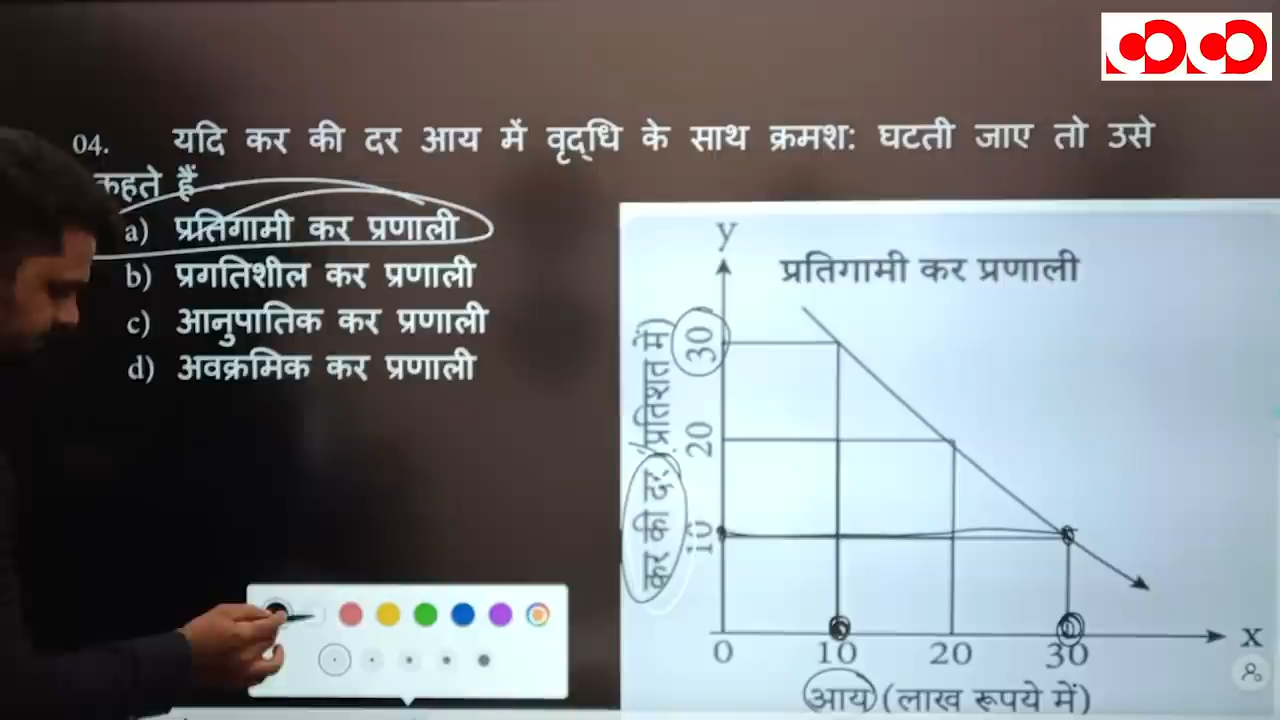 04. यदि कर की दर आय में वृद्धि के साथ क्रमश: घटती जाए तो उसे
कहते हैं
a) प्रतिगामी कर प्रणाली
b) प्रगतिशील कर प्रणाली
c) आनुपातिक कर प्रणाली
d) अवक्रमिक कर प्रणाली
y
प्रतिगामी कर प्रणाली
कर की दर (प्रतिशत में)
30
20
10
0 10 20 30 x
आय (लाख रूपये में)